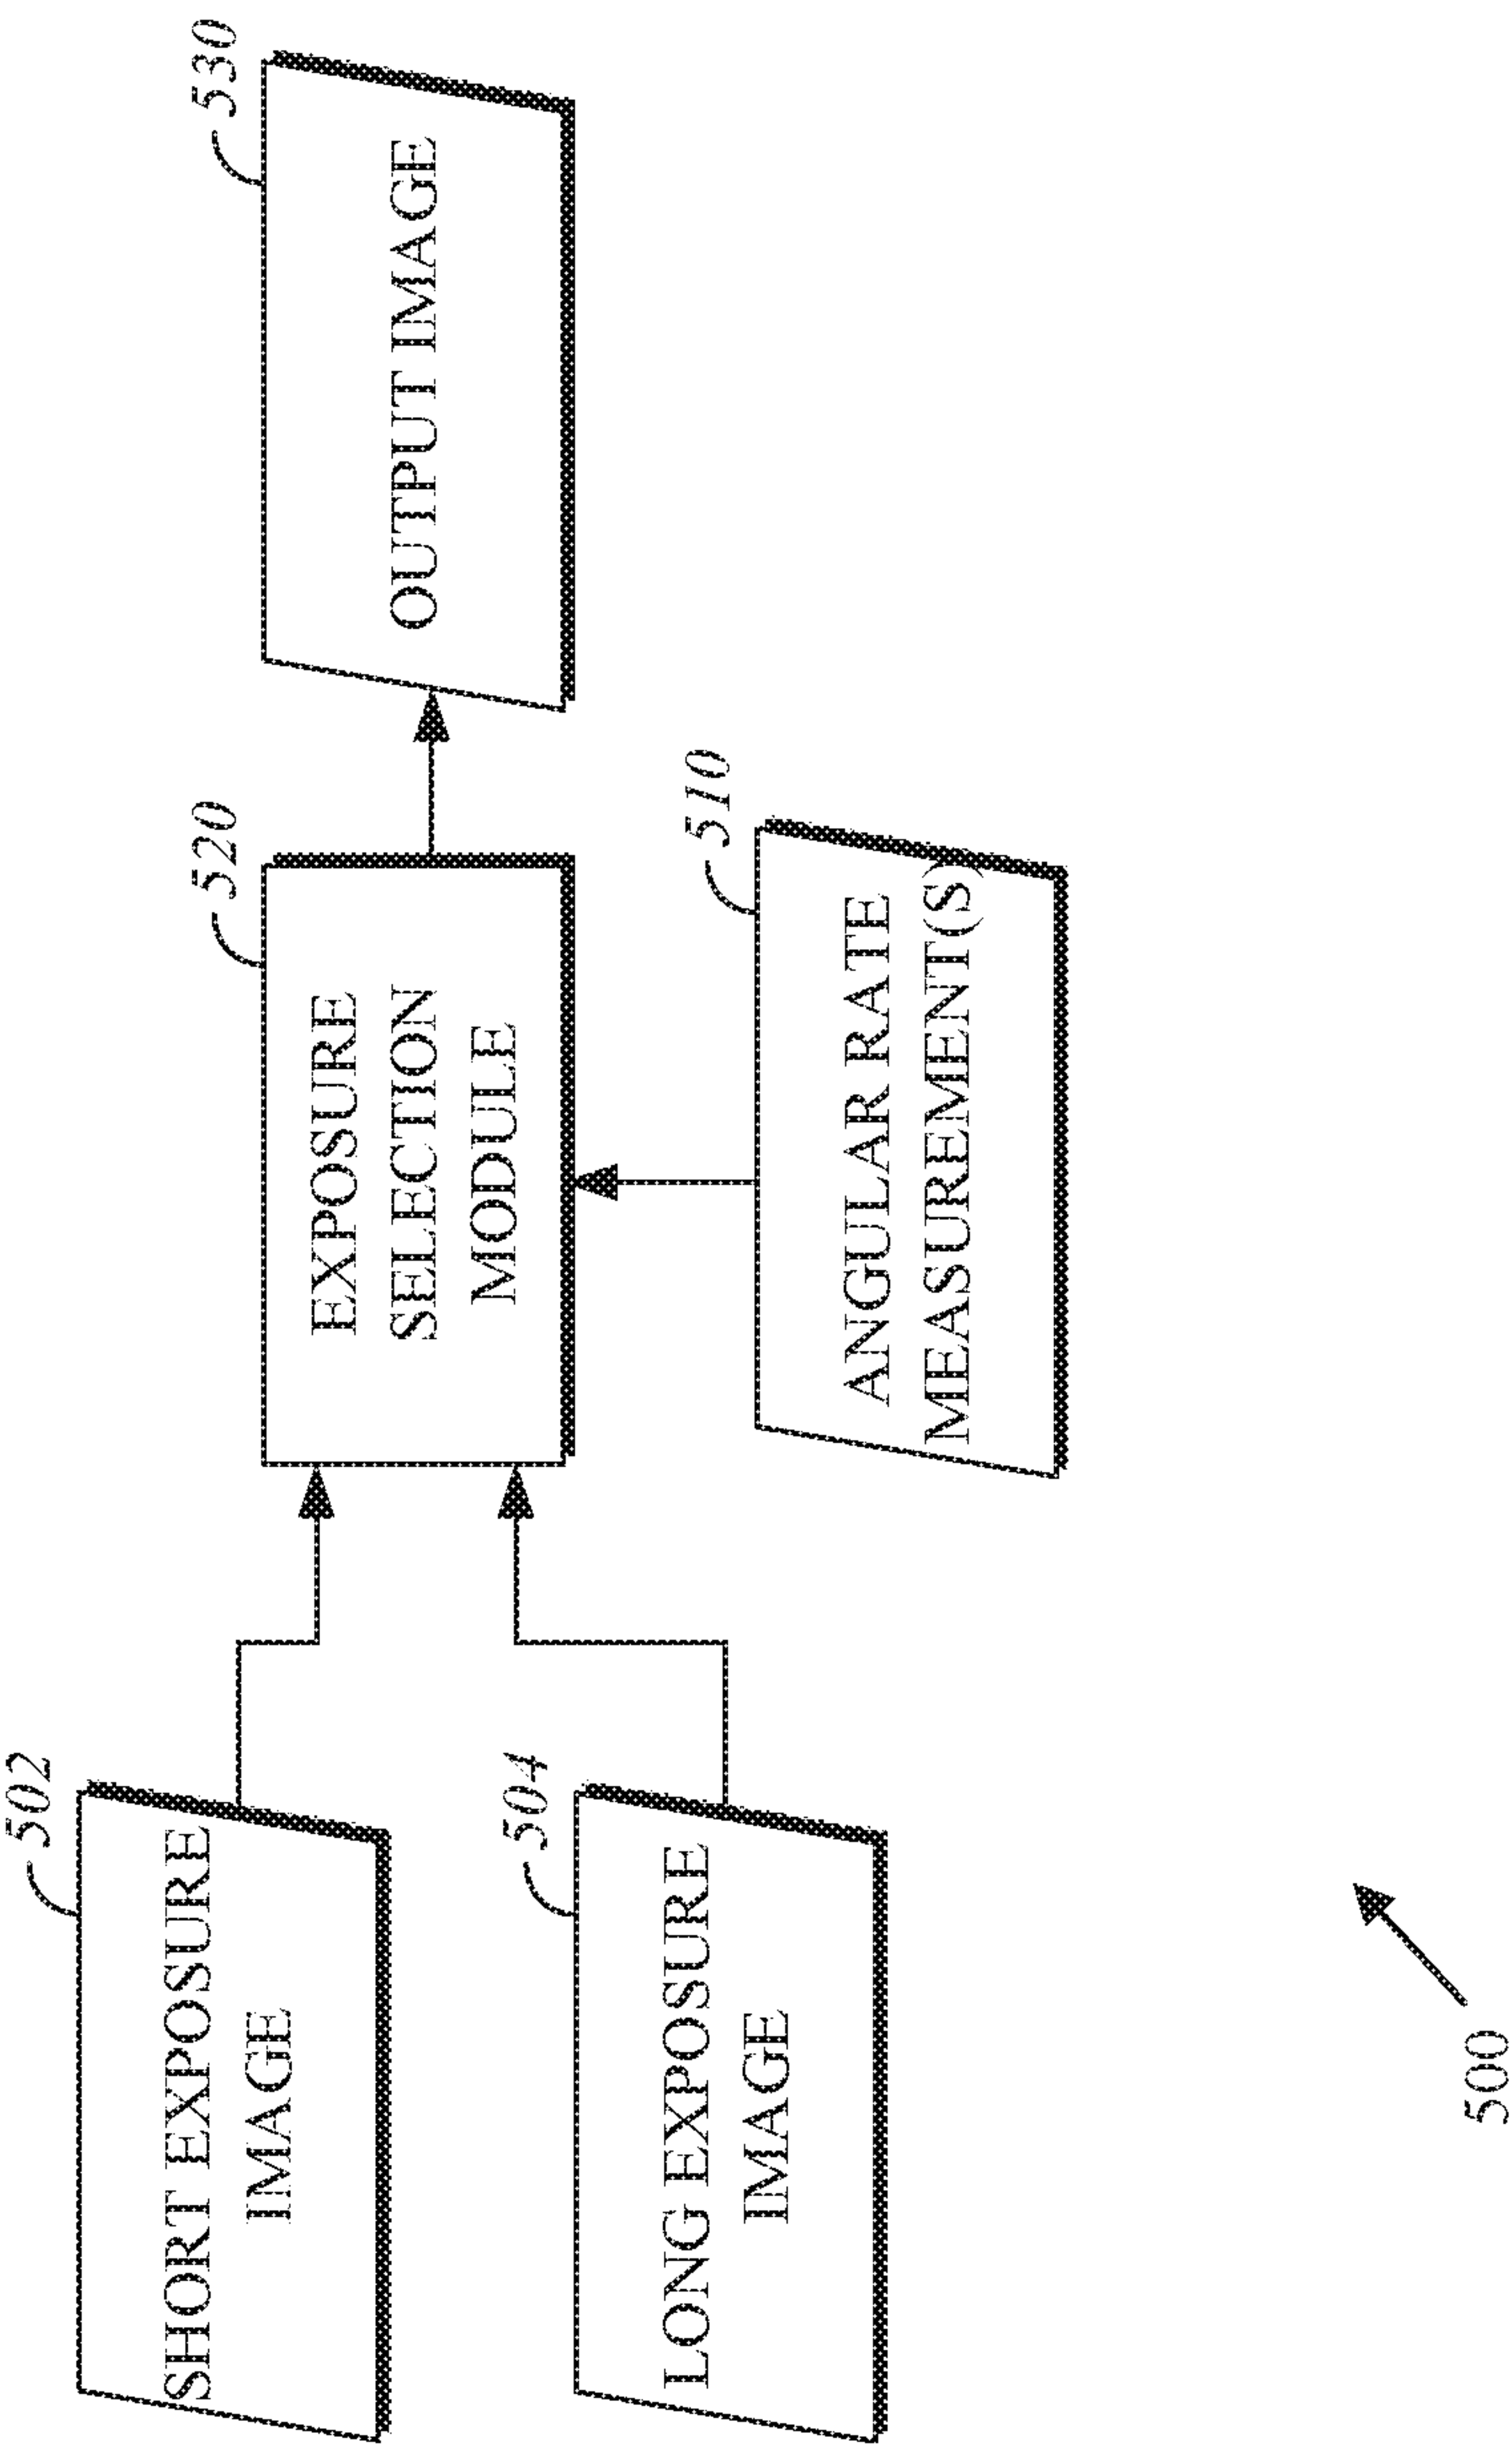 502
SHORT EXPOSURE
IMAGE
504
LONG EXPOSURE
IMAGE
520
EXPOSURE
SELECTION
MODULE
510
ANGULAR RATE
MEASUREMENT(S)
530
OUTPUT IMAGE
500